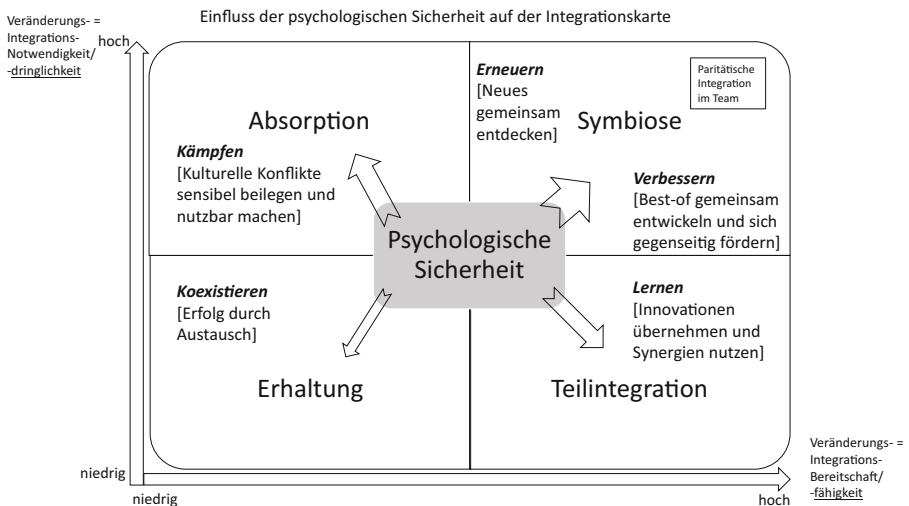 Einfluss der psychologischen Sicherheit auf der Integrationskarte
Veränderungs- =
Integrations-
Notwendigkeit/
-dringlichkeit
hoch
Absorption
Kämpfen
[Kulturelle Konflikte
sensibel beilegen und
nutzbar machen]
Erneuern
[Neues
gemeinsam
entdecken]
Paritätische
Integration
im Team
Symbiose
Verbessern
[Best-of gemeinsam
entwickeln und sich
gegenseitig fördern]
Psychologische
Sicherheit
Koexistieren
[Erfolg durch
Austausch]
Erhaltung
Lernen
[Innovationen
übernehmen und
Synergien nutzen]
Teilintegration
niedrig
niedrig
hoch
Veränderungs- =
Integrations-
Bereitschaft/
-fähigkeit